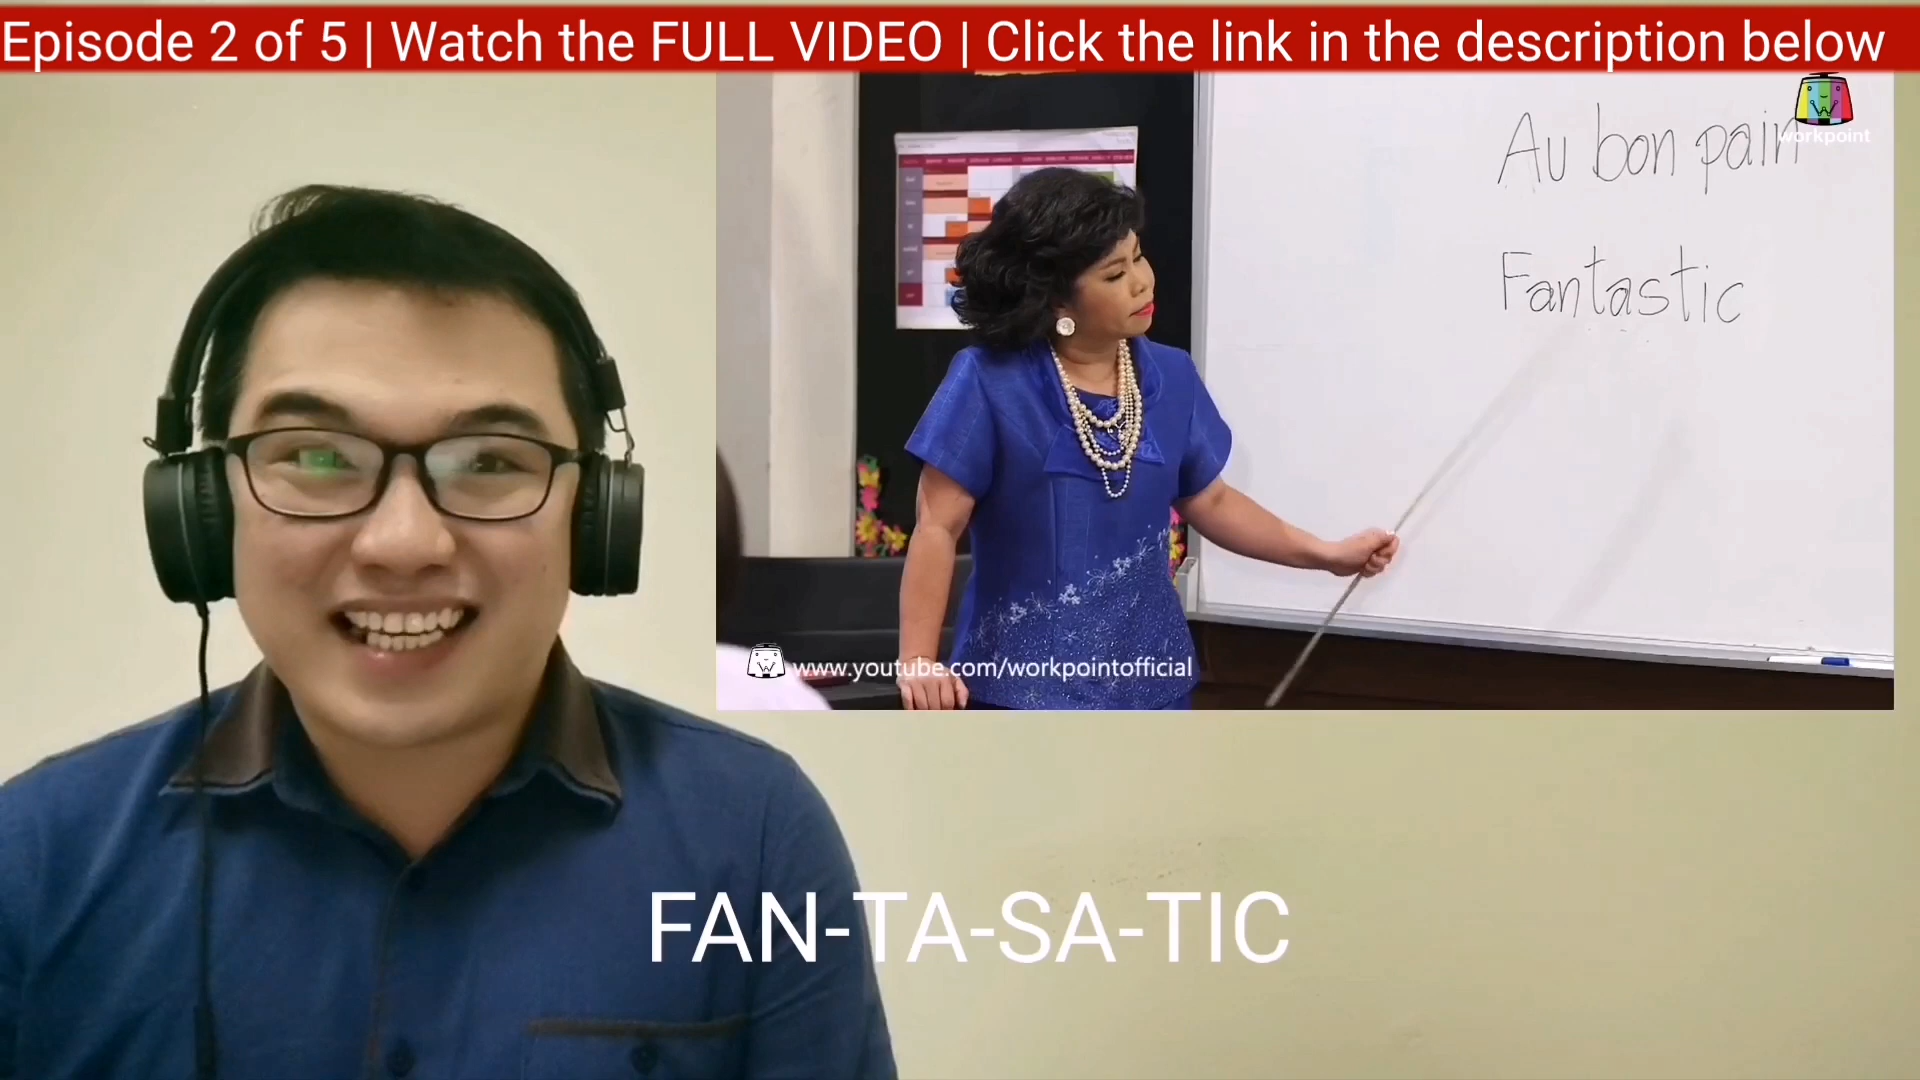 Episode 2 of 5 | Watch the FULL VIDEO | Click the link in the description below
workpoint
Au bon pain
Fantastic
www.youtube.com/workpointofficial
FAN-TA-SA-TIC